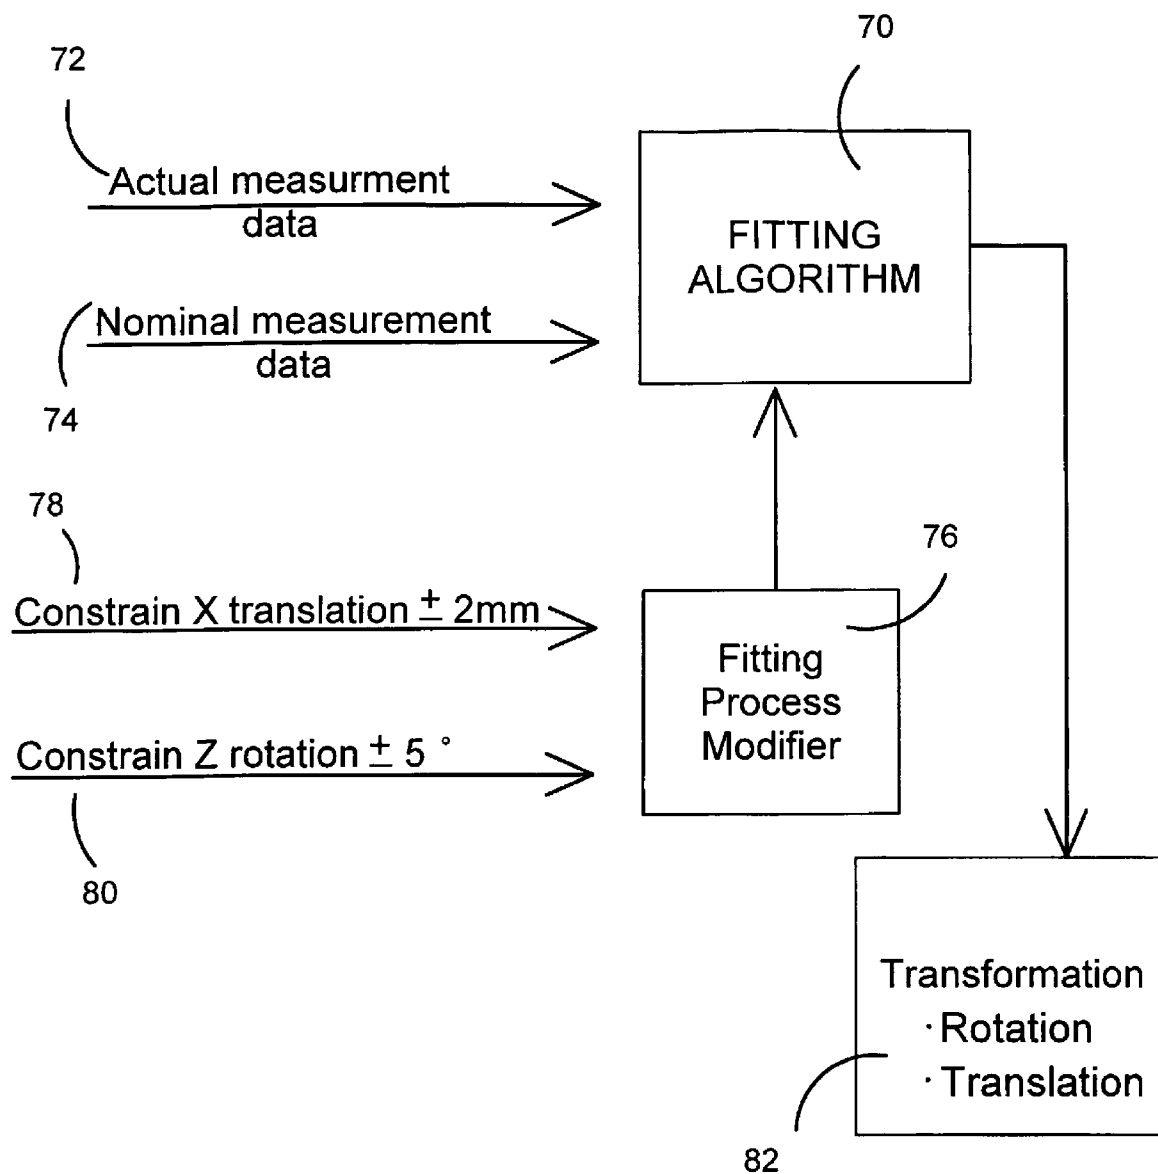 70
72
Actual measurment
data
FITTING
ALGORITHM
Nominal measurement
data
74
78
76
Constrain X translation ± 2mm
Fitting
Process
Modifier
Constrain Z rotation ± 5 °
80
Transformation
· Rotation
· Translation
82